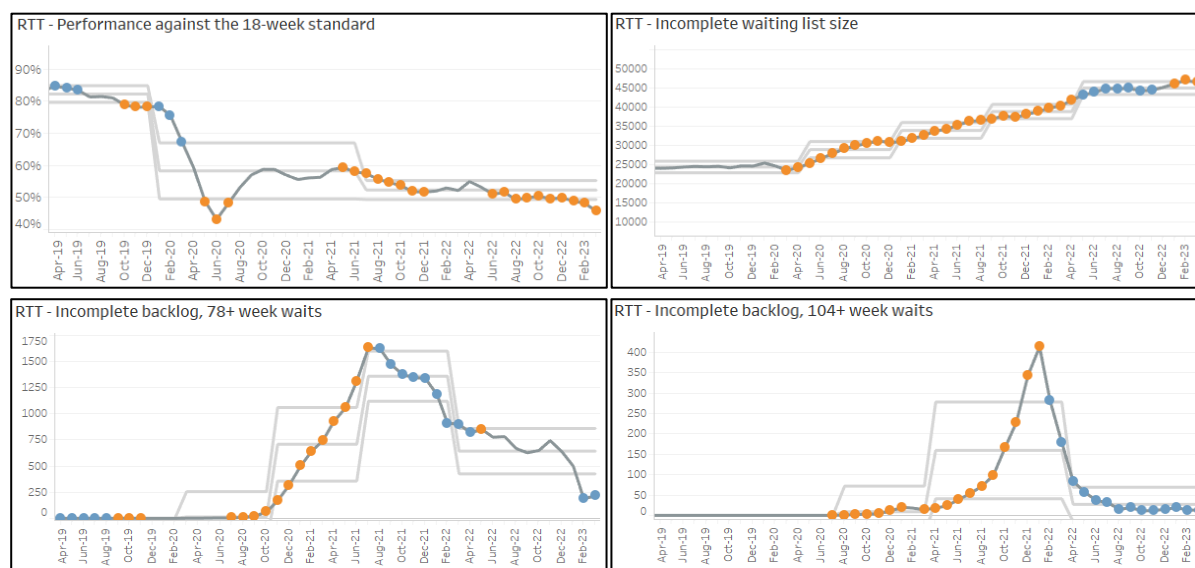 RTT - Performance against the 18-week standard
90%
80%
70%
60%
50%
40%
Apr-19
Jun-19
Aug-19
Oct-19
Dec-19
Feb-20
Apr-20
Jun-20
Aug-20
Oct-20
Dec-20
Feb-21
Apr-21
Jun-21
Aug-21
Oct-21
Dec-21
Feb-22
Apr-22
Jun-22
Aug-22
Oct-22
Dec-22
Feb-23
RTT - Incomplete waiting list size
50000
45000
40000
35000
30000
25000
20000
15000
10000
Apr-19
Jun-19
Aug-19
Oct-19
Dec-19
Feb-20
Apr-20
Jun-20
Aug-20
Oct-20
Dec-20
Feb-21
Apr-21
Jun-21
Aug-21
Oct-21
Dec-21
Feb-22
Apr-22
Jun-22
Aug-22
Oct-22
Dec-22
Feb-23
RTT - Incomplete backlog, 78+ week waits
1750
1500
1250
1000
750
500
250
0
Apr-19
Jun-19
Aug-19
Oct-19
Dec-19
Feb-20
Apr-20
Jun-20
Aug-20
Oct-20
Dec-20
Feb-21
Apr-21
Jun-21
Aug-21
Oct-21
Dec-21
Feb-22
Apr-22
Jun-22
Aug-22
Oct-22
Dec-22
Feb-23
RTT - Incomplete backlog, 104+ week waits
400
350
300
250
200
150
100
50
0
Apr-19
Jun-19
Aug-19
Oct-19
Dec-19
Feb-20
Apr-20
Jun-20
Aug-20
Oct-20
Dec-20
Feb-21
Apr-21
Jun-21
Aug-21
Oct-21
Dec-21
Feb-22
Apr-22
Jun-22
Aug-22
Oct-22
Dec-22
Feb-23